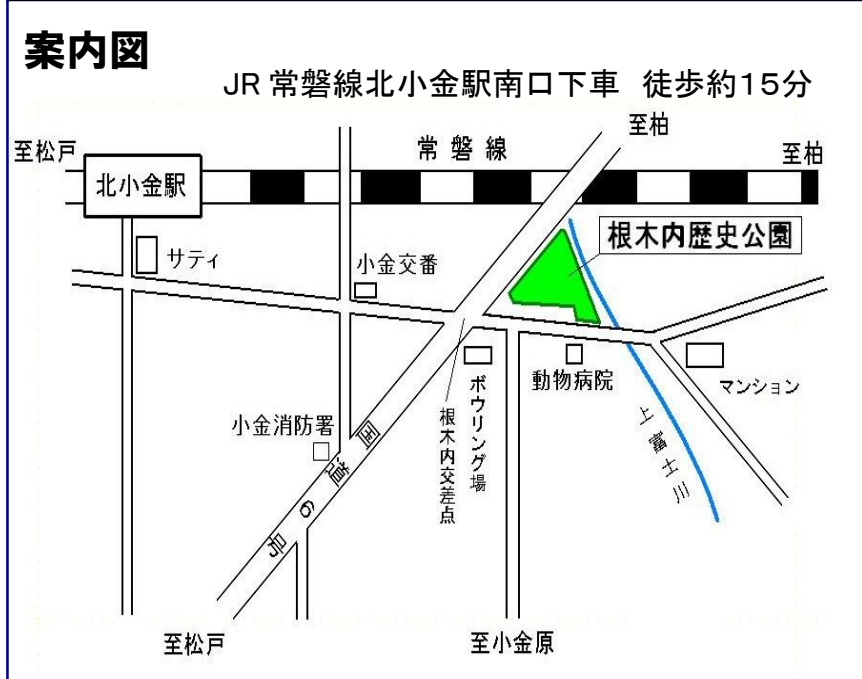 案内図
JR 常磐線北小金駅南口下車　徒歩約15分
至柏
至松戸
常磐線
至柏
北小金駅
根木内歴史公園
サティ
小金交番
動物病院
マンション
ボウリング場
根木内交差点
小金消防署
国道6号
上富士川
至松戸
至小金原